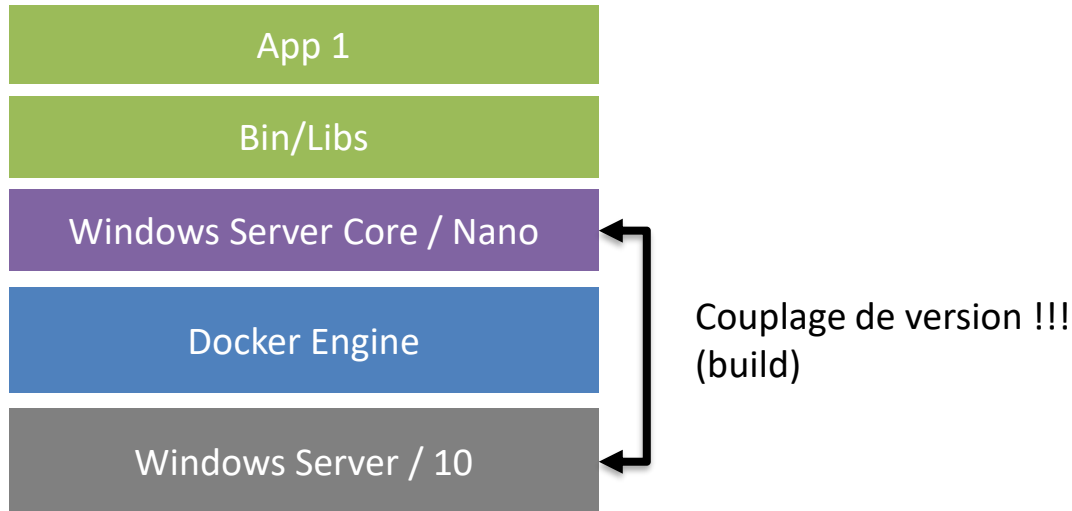 App 1
Bin/Libs
Windows Server Core / Nano
Docker Engine
Couplage de version !!!
(build)
Windows Server / 10